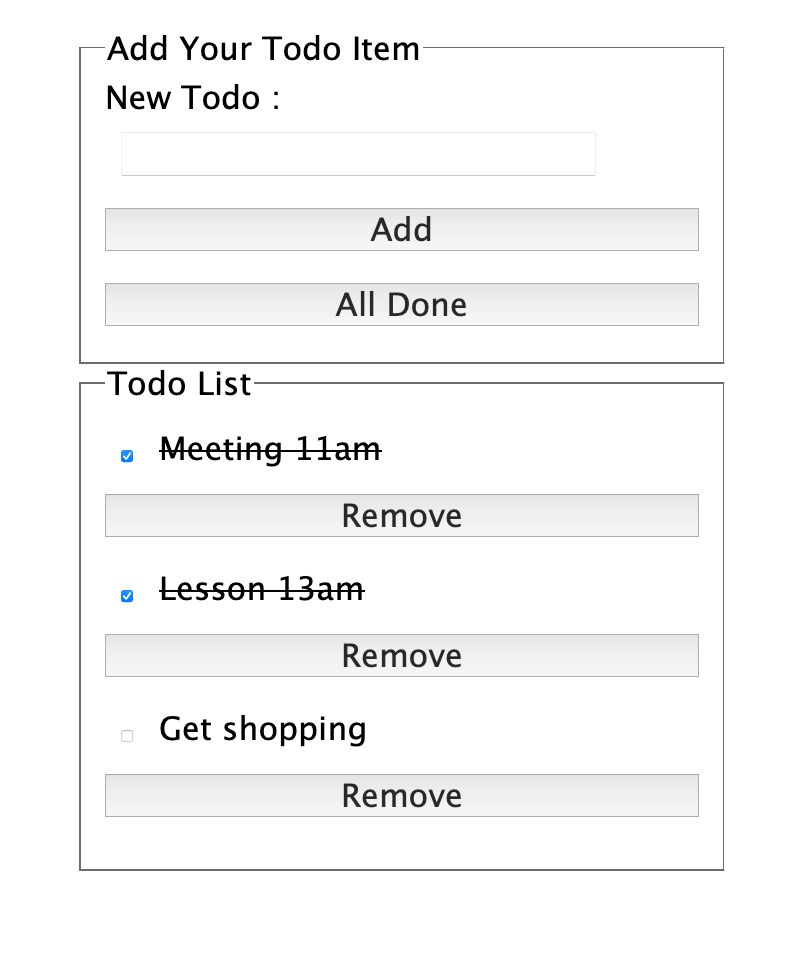 Add Your Todo Item
New Todo :
Add
All Done
Todo List
Meeting 11am
Remove
Lesson 13am
Remove
Get shopping
Remove